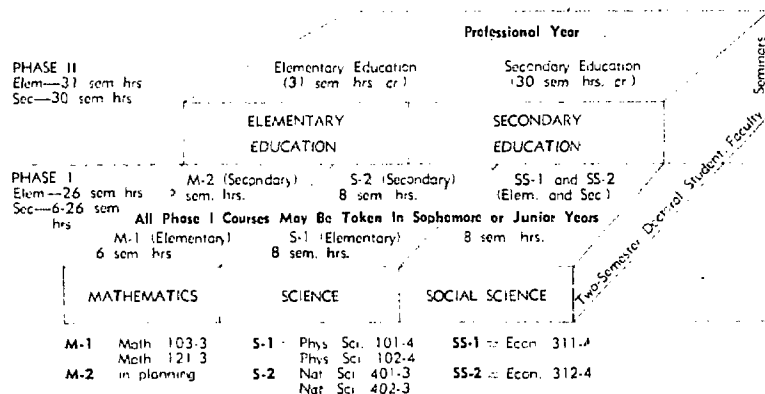 Professional Year
PHASE II Elementary Education Secondary Education
Elem—31 sem hrs (31 sem hrs cr) (30 sem hrs. cr)
Sec—30 sem hrs
ELEMENTARY SECONDARY
EDUCATION EDUCATION
PHASE I M-2 (Secondary) S-2 (Secondary) SS-1 and SS-2
Elem—26 sem hrs sem. hrs. 8 sem hrs. (Elem. and Sec)
Sec—6-26 sem
hrs
All Phase I Courses May Be Taken In Sophomore or Junior Years
M-1 (Elementary) S-1 (Elementary) 8 sem hrs.
6 sem hrs 8 sem. hrs.
MATHEMATICS SCIENCE SOCIAL SCIENCE
Two-Semester Doctoral Student Faculty Seminars
M-1 Math 103-3 S-1 Phys Sci. 101-4 SS-1 = Econ. 311-4
Math 121 3 Phys Sci 102-4
M-2 in planning S-2 Nat Sci 401-3 SS-2 = Econ. 312-4
Nat Sci 402-3